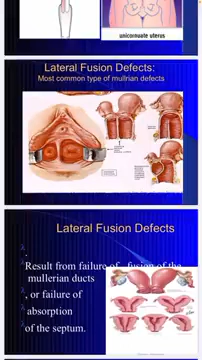 unicornuate uterus
Lateral Fusion Defects:
Most common type of mullrian defects
Lateral Fusion Defects
.
Result from failure of fusion of the
mullerian ducts
, or failure of
absorption
of the septum.